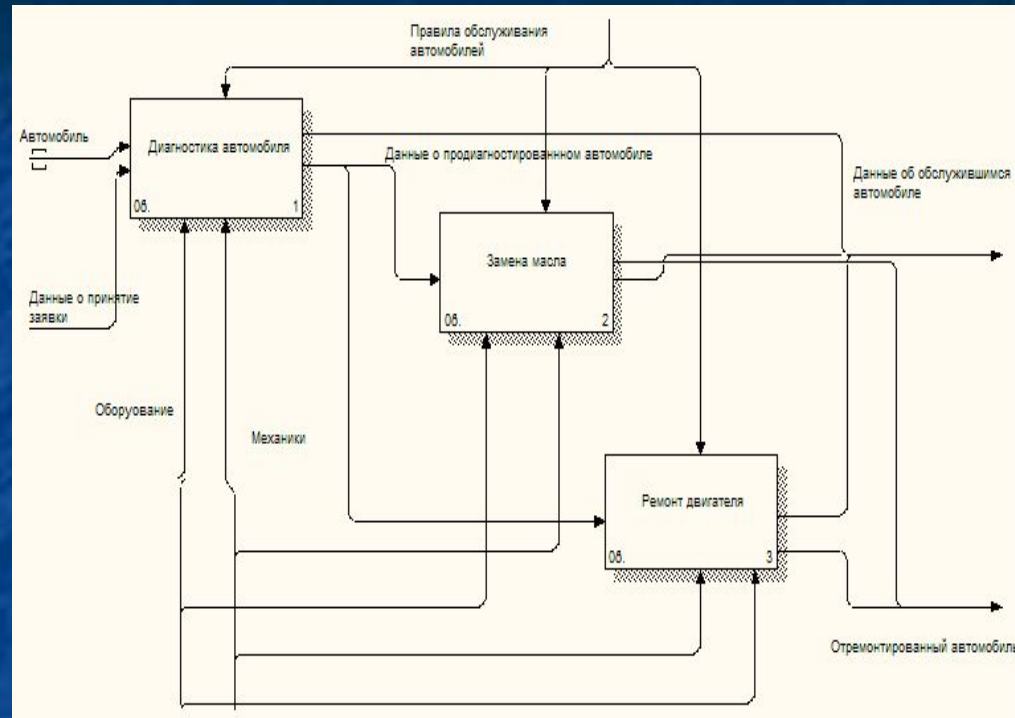 Правила обслуживания
автомобилей
Автомобиль
Диагностика автомобиля
0б.
1
Данные о продиагностированнном автомобиле
Данные об обслужившимся
автомобиле
Замена масла
0б.
2
Данные о принятие
заявки
Оборуование
Механики
Ремонт двигателя
0б.
3
Отремонтированный автомобиль